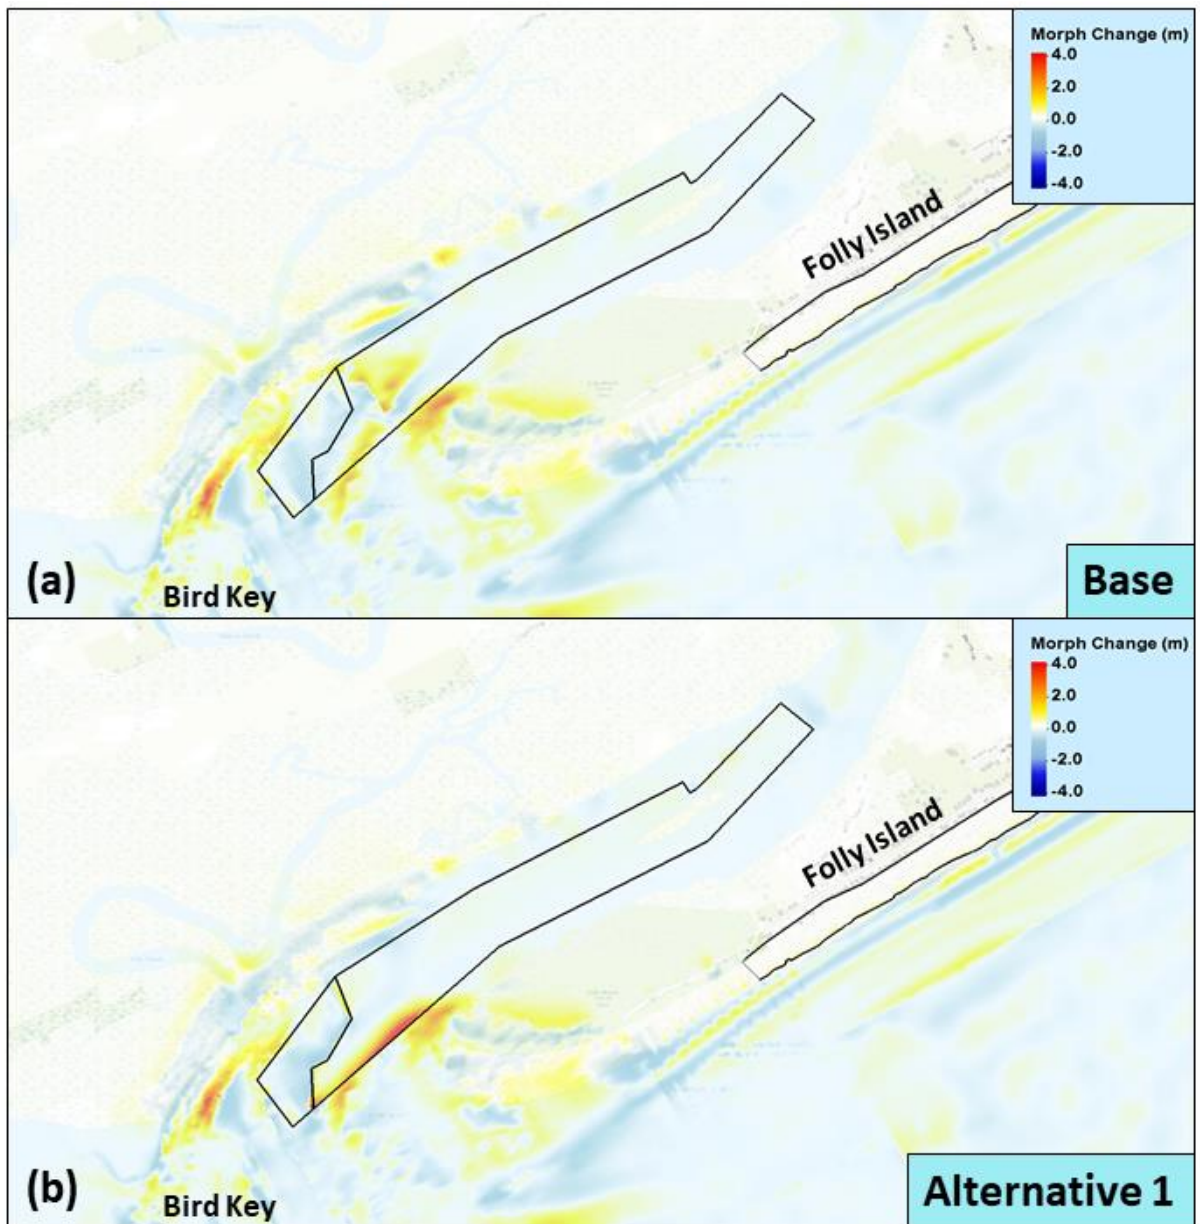 Morph Change (m)
4.0
2.0
0.0
-2.0
-4.0
Folly Island
(a)
Bird Key
Base
Morph Change (m)
4.0
2.0
0.0
-2.0
-4.0
Folly Island
(b)
Bird Key
Alternative 1